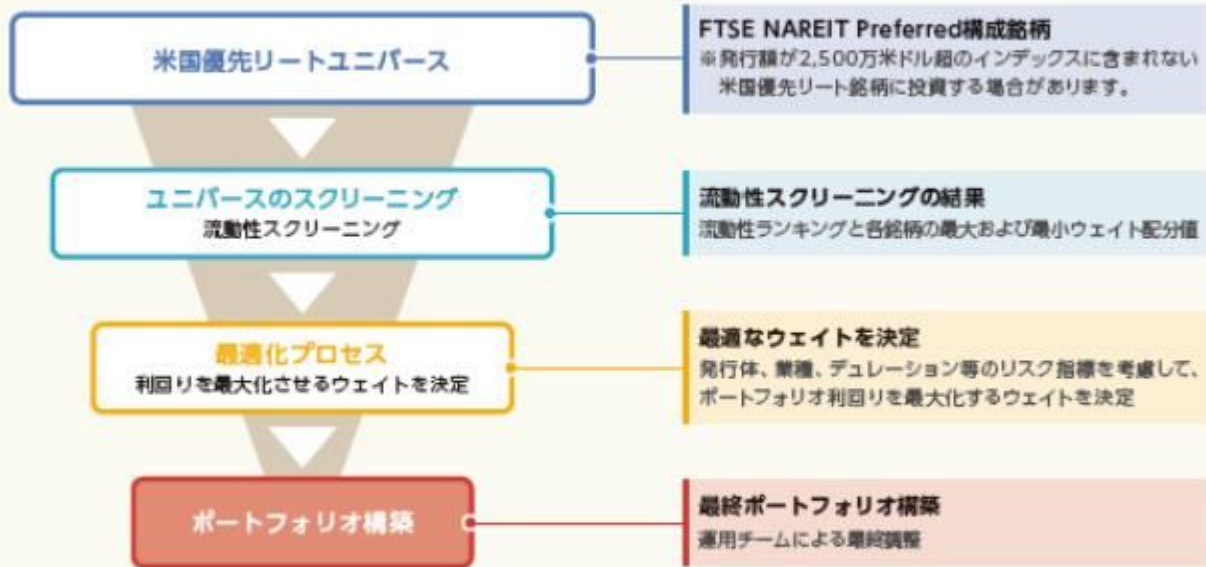 米国優先リートユニバース
FTSE NAREIT Preferred構成銘柄
※発行額が2,500万米ドル超のインデックスに含まれない
米国優先リート銘柄に投資する場合があります。
ユニバースのスクリーニング
流動性スクリーニング
流動性スクリーニングの結果
流動性ランキングと各銘柄の最大および最小ウェイト配分値
最適化プロセス
利回りを最大化させるウェイトを決定
最適なウェイトを決定
発行体、業種、デュレーション等のリスク指標を考慮して、
ポートフォリオ利回りを最大化するウェイトを決定
ポートフォリオ構築
最終ポートフォリオ構築
運用チームによる最終調整